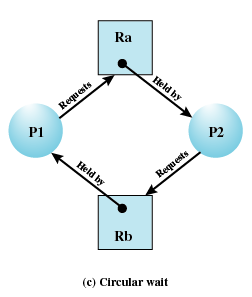 Ra
Requests
Held by
P1
P2
Held by
Requests
Rb
(c) Circular wait